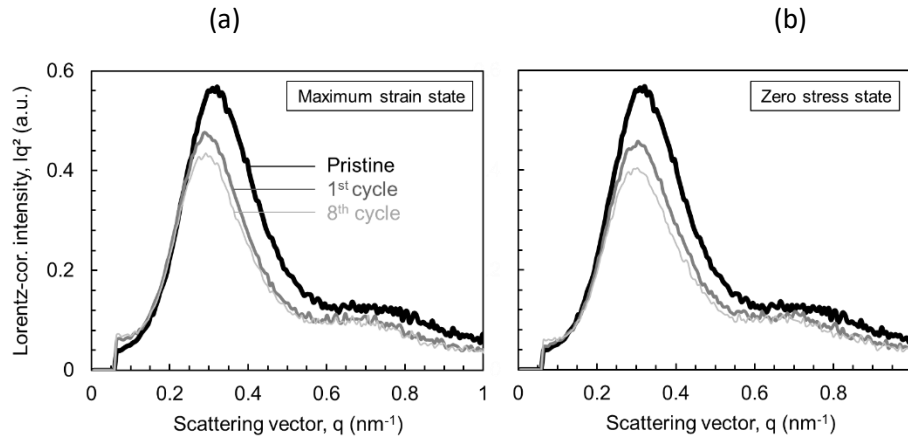 (a)
(b)
Lorentz-cor. intensity, Iq² (a.u.)
0.6
0.4
0.2
0
Maximum strain state
Pristine
1st cycle
8th cycle
0 0.2 0.4 0.6 0.8 1
Scattering vector, q (nm-1)
Zero stress state
0 0.2 0.4 0.6 0.8
Scattering vector, q (nm-1)